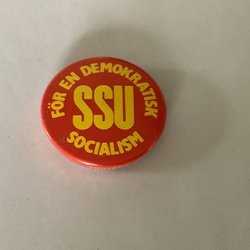 FÖR EN DEMOKRATISK
SSU
SOCIALISM